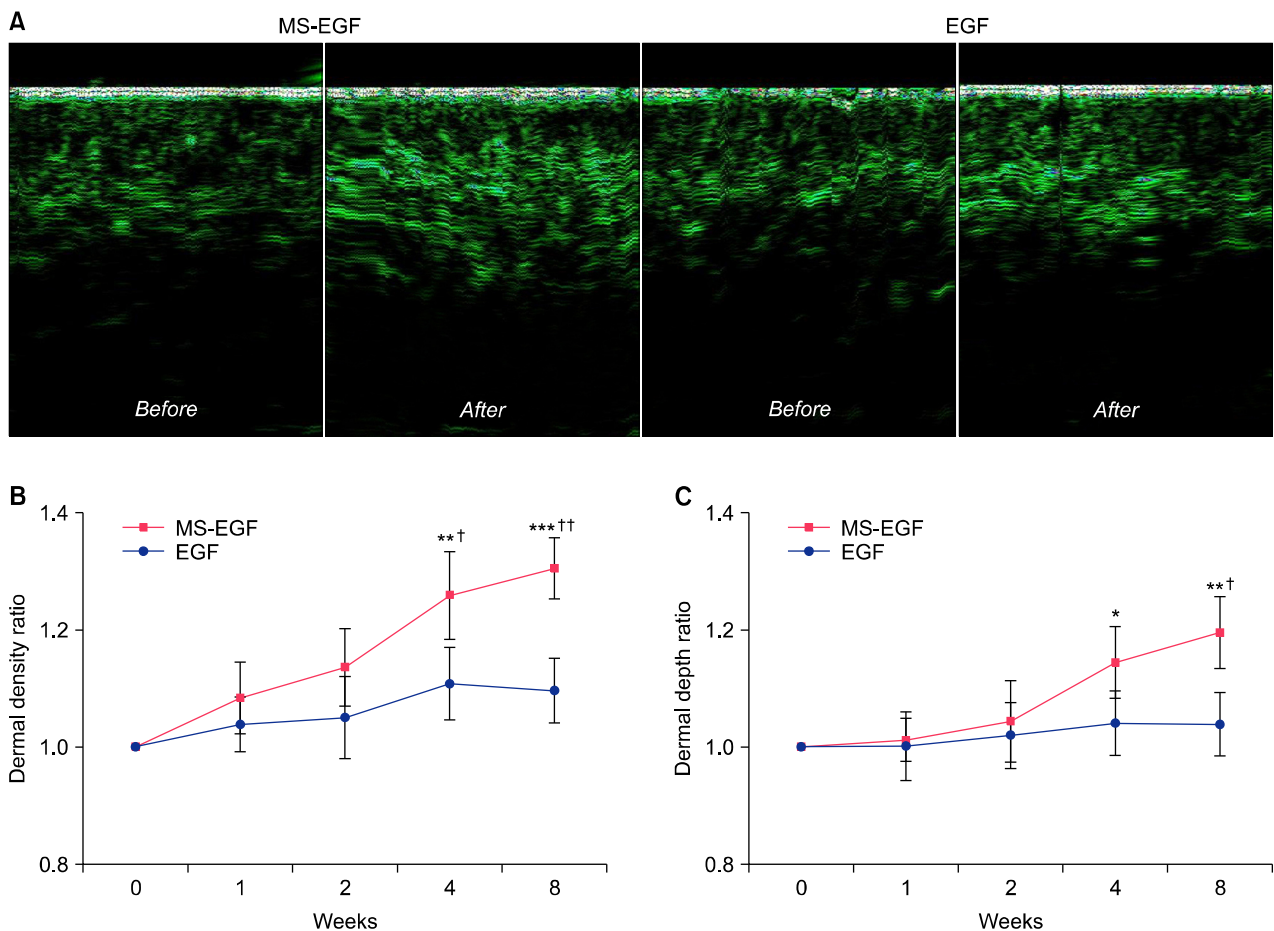 A
MS-EGF EGF
Before After Before After
B
1.4
1.2
1.0
0.8
Dermal density ratio
MS-EGF
EGF
**†
***††
0 1 2 4 8
Weeks
C
1.4
1.2
1.0
0.8
Dermal depth ratio
MS-EGF
EGF
*
**†
0 1 2 4 8
Weeks